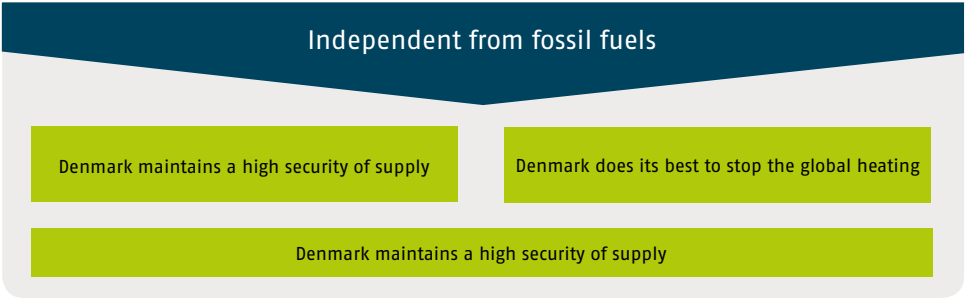 Independent from fossil fuels
Denmark maintains a high security of supply
Denmark does its best to stop the global heating
Denmark maintains a high security of supply